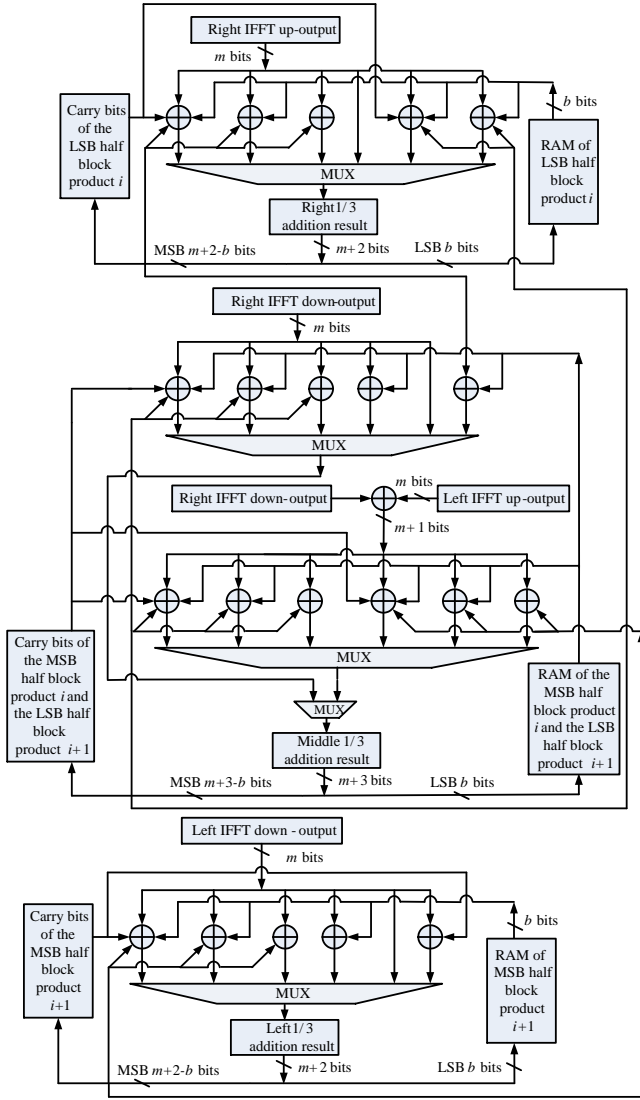 Right IFFT up-output
m bits
Carry bits
of the
LSB half
block
product i
b bits
RAM of
LSB half
block
product i
MUX
Right 1/3
addition result
MSB m+2-b bits
m+2 bits
LSB b bits
Right IFFT down-output
m bits
MUX
Right IFFT down-output
m bits
Left IFFT up-output
m+1 bits
Carry bits of
the MSB
half block
product i and
the LSB half
block
product i+1
MUX
RAM of the
MSB half
block product
i and the LSB
half block
product i+1
MUX
Middle 1/3
addition result
MSB m+3-b bits
m+3 bits
LSB b bits
Left IFFT down-output
m bits
Carry bits
of the
MSB half
block
product
i+1
b bits
RAM of
MSB half
block
product
i+1
MUX
Left 1/3
addition result
MSB m+2-b bits
m+2 bits
LSB b bits